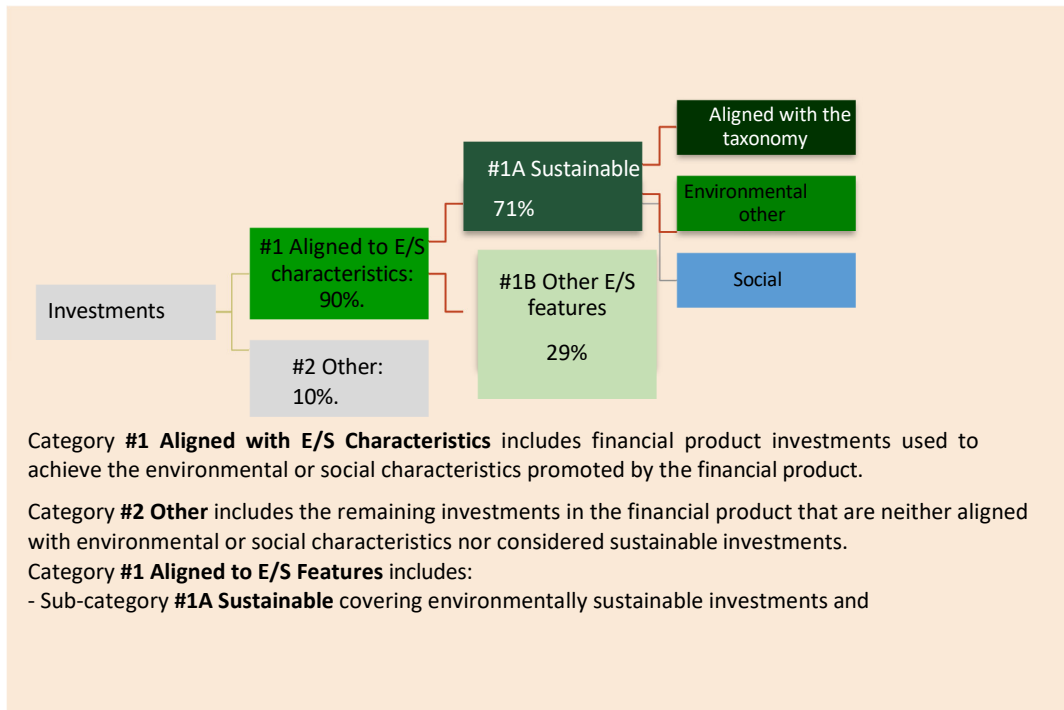 Aligned with the
taxonomy
#1A Sustainable
71%
Environmental
other
#1 Aligned to E/S
characteristics:
90%.
#1B Other E/S
features
29%
Social
Investments
#2 Other:
10%.
Category #1 Aligned with E/S Characteristics includes financial product investments used to
achieve the environmental or social characteristics promoted by the financial product.
Category #2 Other includes the remaining investments in the financial product that are neither aligned
with environmental or social characteristics nor considered sustainable investments.
Category #1 Aligned to E/S Features includes:
- Sub-category #1A Sustainable covering environmentally sustainable investments and